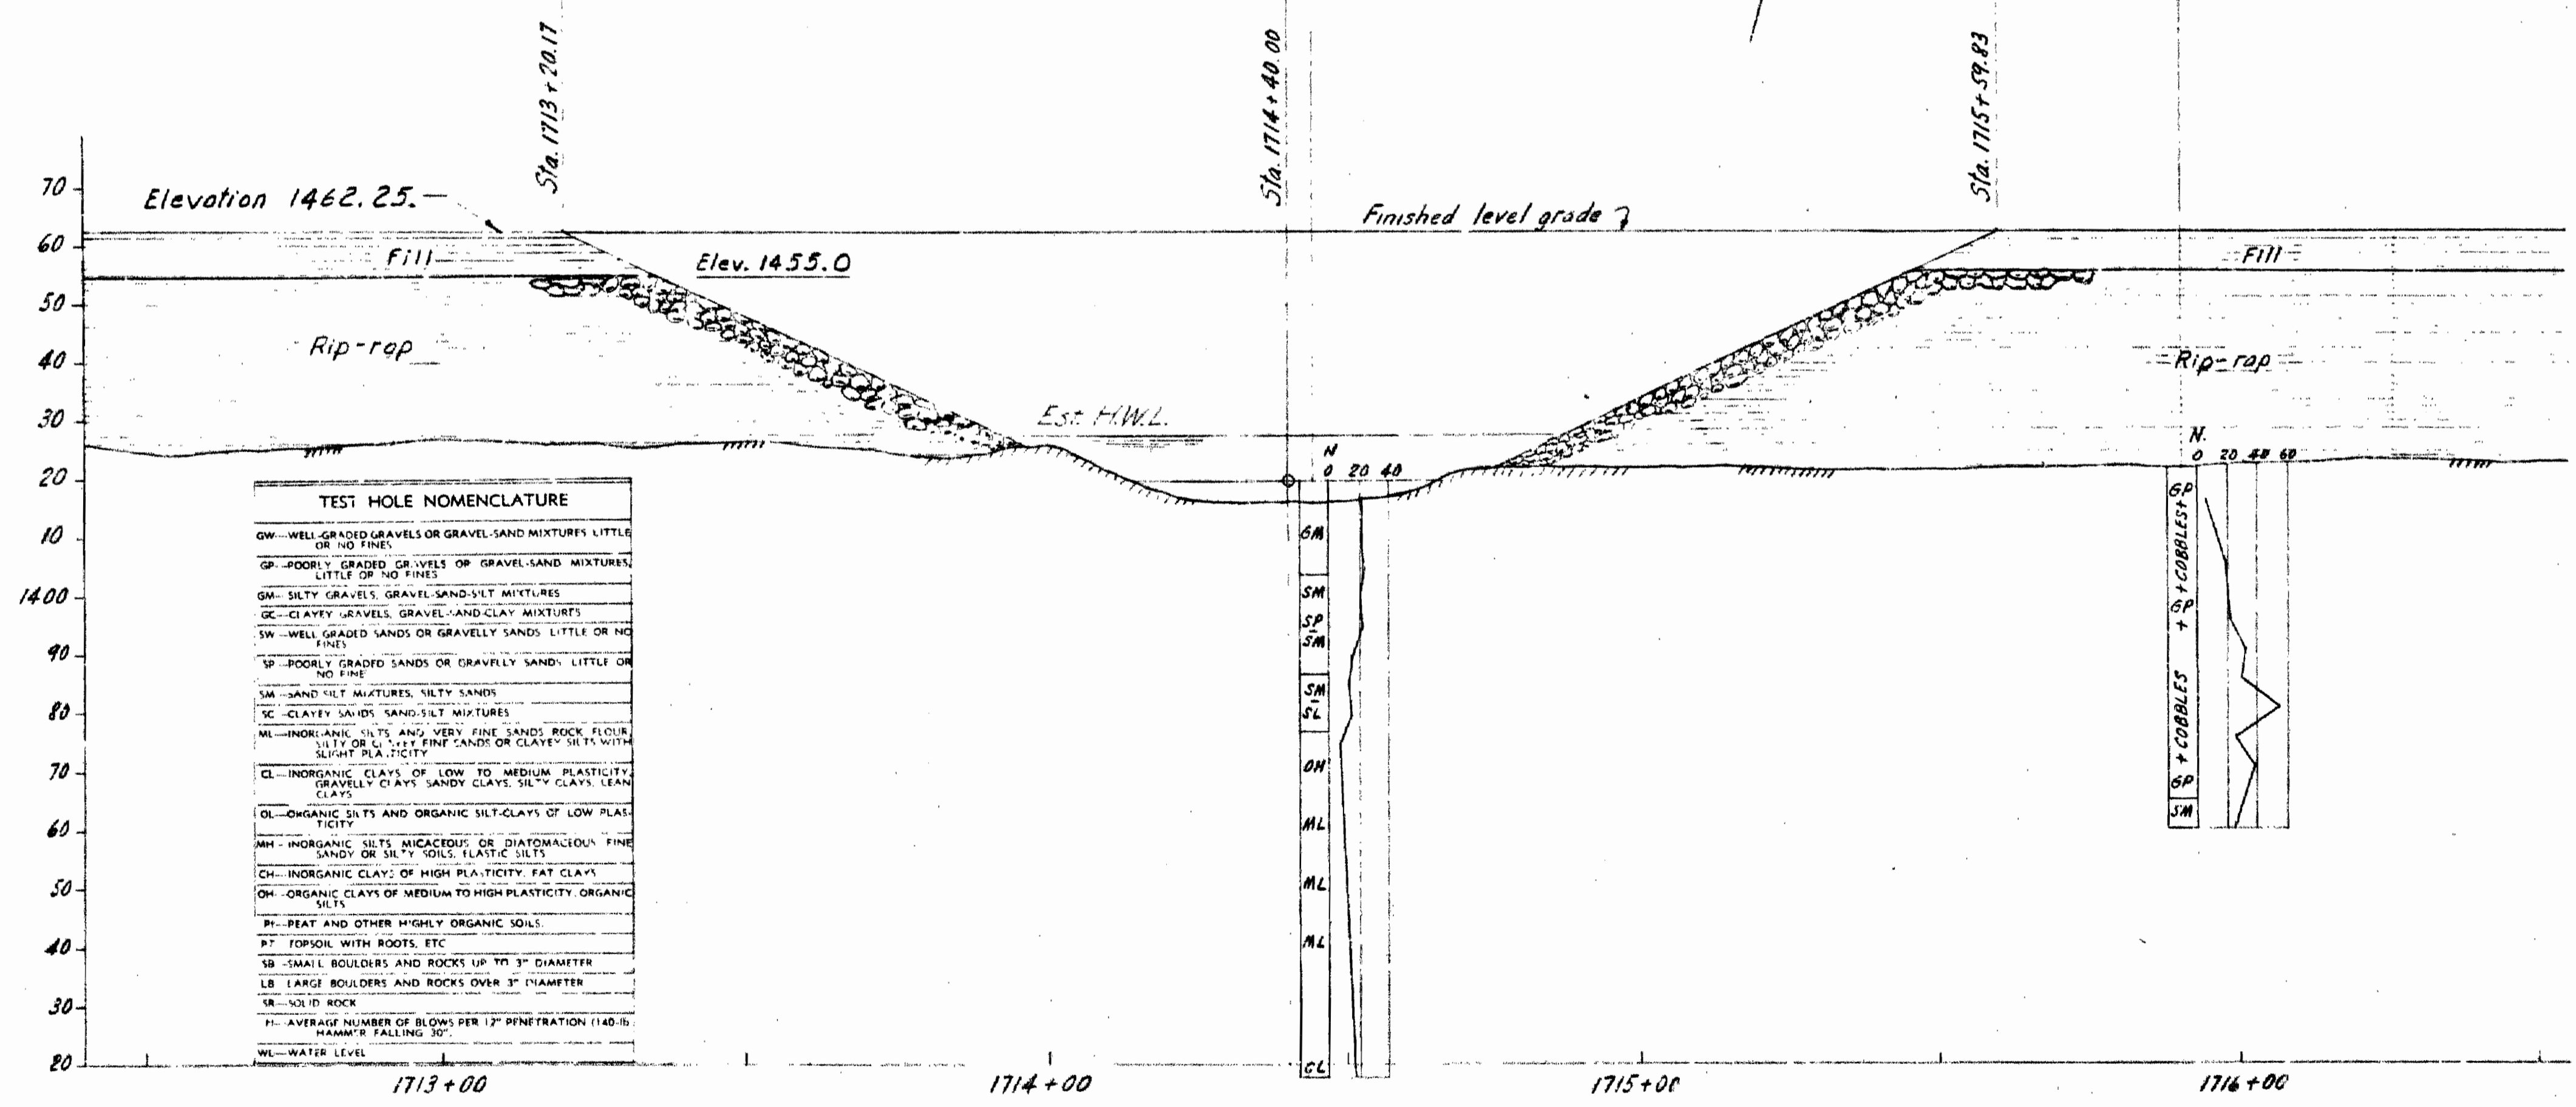 Sta. 1713+20.17
Sta. 1714+40.00
Sta. 1715+59.83
70
Elevation 1462.25.
Finished level grade
60
Fill
Elev. 1455.0
Fill
50
Rip-rap
40
Rip-rap
30
Est. H.W.L.
N
0 20 40
N.
0 20 40 60
20
10
1400
90
80
70
60
50
40
30
20
TEST HOLE NOMENCLATURE
GW—WELL-GRADED GRAVELS OR GRAVEL-SAND MIXTURES LITTLE
OR NO FINES
GP—POORLY GRADED GRAVELS OR GRAVEL-SAND MIXTURES,
LITTLE OR NO FINES
GM—SILTY GRAVELS, GRAVEL-SAND-SILT MIXTURES
GC—CLAYEY GRAVELS, GRAVEL-SAND-CLAY MIXTURES
SW—WELL GRADED SANDS OR GRAVELLY SANDS LITTLE OR NO
FINES
SP—POORLY GRADED SANDS OR GRAVELLY SANDS LITTLE OR
NO FINE
SM—SAND SILT MIXTURES, SILTY SANDS
SC—CLAYEY SANDS SAND-SILT MIXTURES
ML—INORGANIC SILTS AND VERY FINE SANDS ROCK FLOUR,
SILTY OR CLAYEY FINE SANDS OR CLAYEY SILTS WITH
SLIGHT PLASTICITY
CL—INORGANIC CLAYS OF LOW TO MEDIUM PLASTICITY,
GRAVELLY CLAYS SANDY CLAYS, SILTY CLAYS, LEAN
CLAYS
OL—ORGANIC SILTS AND ORGANIC SILT-CLAYS OF LOW PLAS-
TICITY
MH—INORGANIC SILTS MICACEOUS OR DIATOMACEOUS FINE
SANDY OR SILTY SOILS, ELASTIC SILTS
CH—INORGANIC CLAYS OF HIGH PLASTICITY, FAT CLAYS
OH—ORGANIC CLAYS OF MEDIUM TO HIGH PLASTICITY, ORGANIC
SILTS
Pt—PEAT AND OTHER HIGHLY ORGANIC SOILS.
PT TOPSOIL WITH ROOTS, ETC
SB—SMALL BOULDERS AND ROCKS UP TO 3" DIAMETER
LB LARGE BOULDERS AND ROCKS OVER 3" DIAMETER
SR—SOLID ROCK
N—AVERAGE NUMBER OF BLOWS PER 12" PENETRATION (140-lb
HAMMER FALLING 30".
WL—WATER LEVEL
GM
SM
SP
SM
SM
SL
OH
ML
ML
ML
CL
GP
+COBBLES+
GP
+
+COBBLES
GP
SM
1713+00
1714+00
1715+00
1716+00